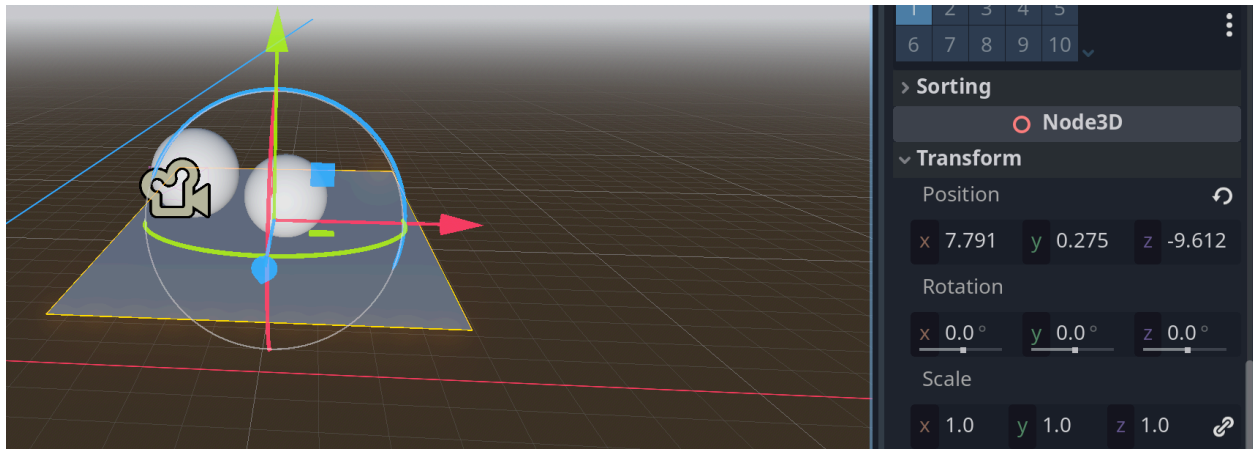 1 2 3 4 5
6 7 8 9 10
Sorting
Node3D
Transform
Position
x 7.791 y 0.275 z -9.612
Rotation
x 0.0° y 0.0° z 0.0°
Scale
x 1.0 y 1.0 z 1.0